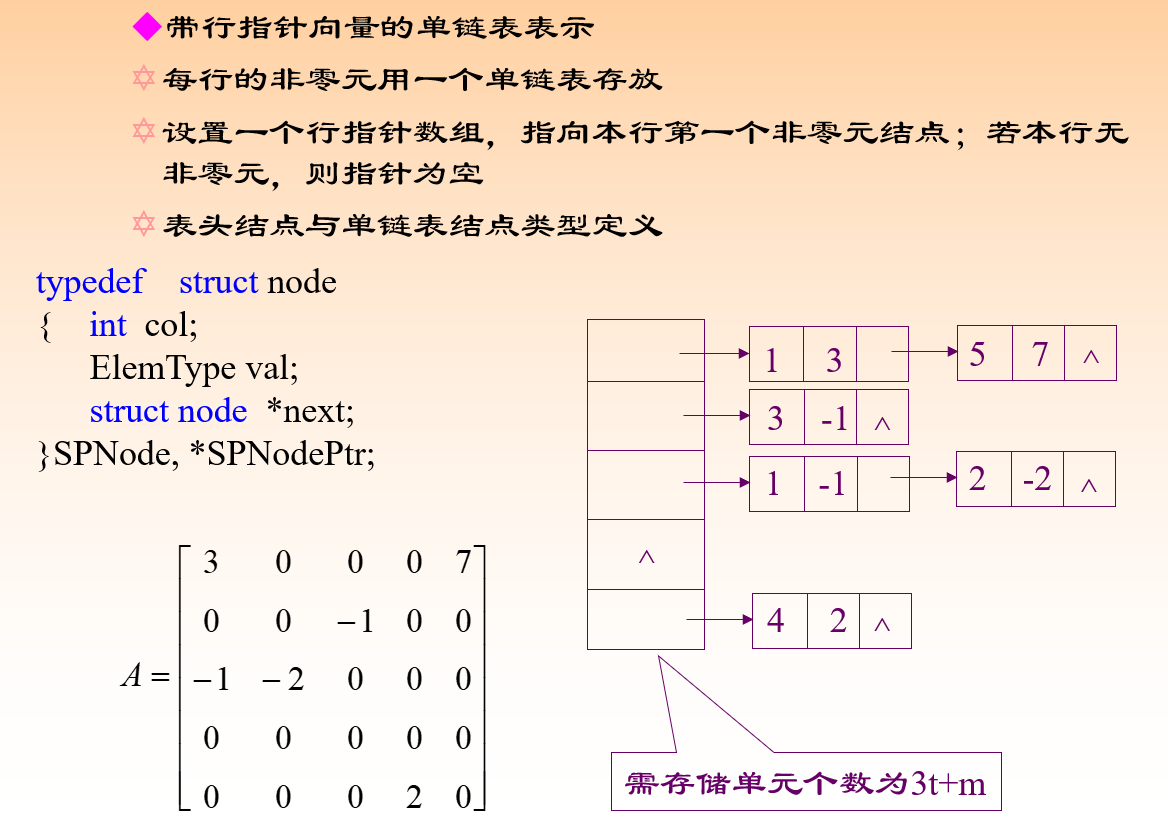 带行指针向量的单链表表示
每行的非零元用一个单链表存放
设置一个行指针数组，指向本行第一个非零元结点；若本行无
非零元，则指针为空
表头结点与单链表结点类型定义
typedef struct node
{ int col;
ElemType val;
struct node *next;
}SPNode, *SPNodePtr;
1 3 5 7 ^
3 -1 ^
1 -1 2 -2 ^
^
4 2 ^
3 0 0 0 7
0 0 −1 0 0
A = −1 −2 0 0 0
0 0 0 0 0
0 0 0 2 0
需存储单元个数为3t+m